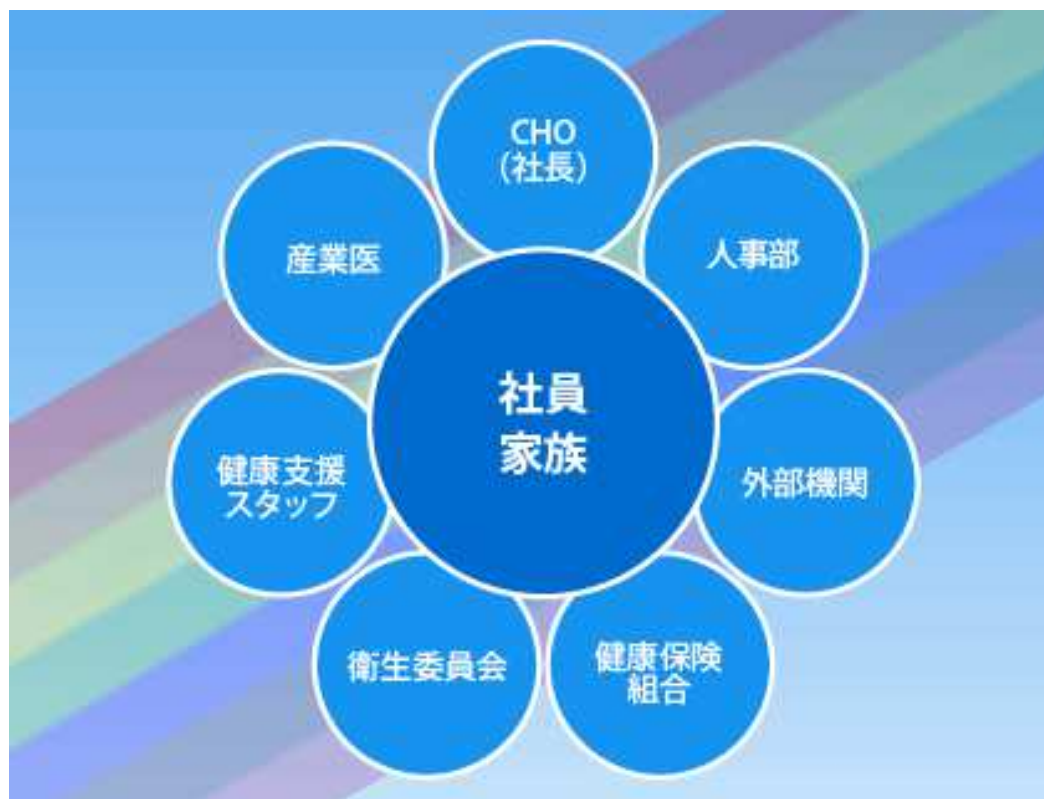 CHO
（社長）
人事部
外部機関
健康保険
組合
衛生委員会
健康支援
スタッフ
産業医
社員
家族